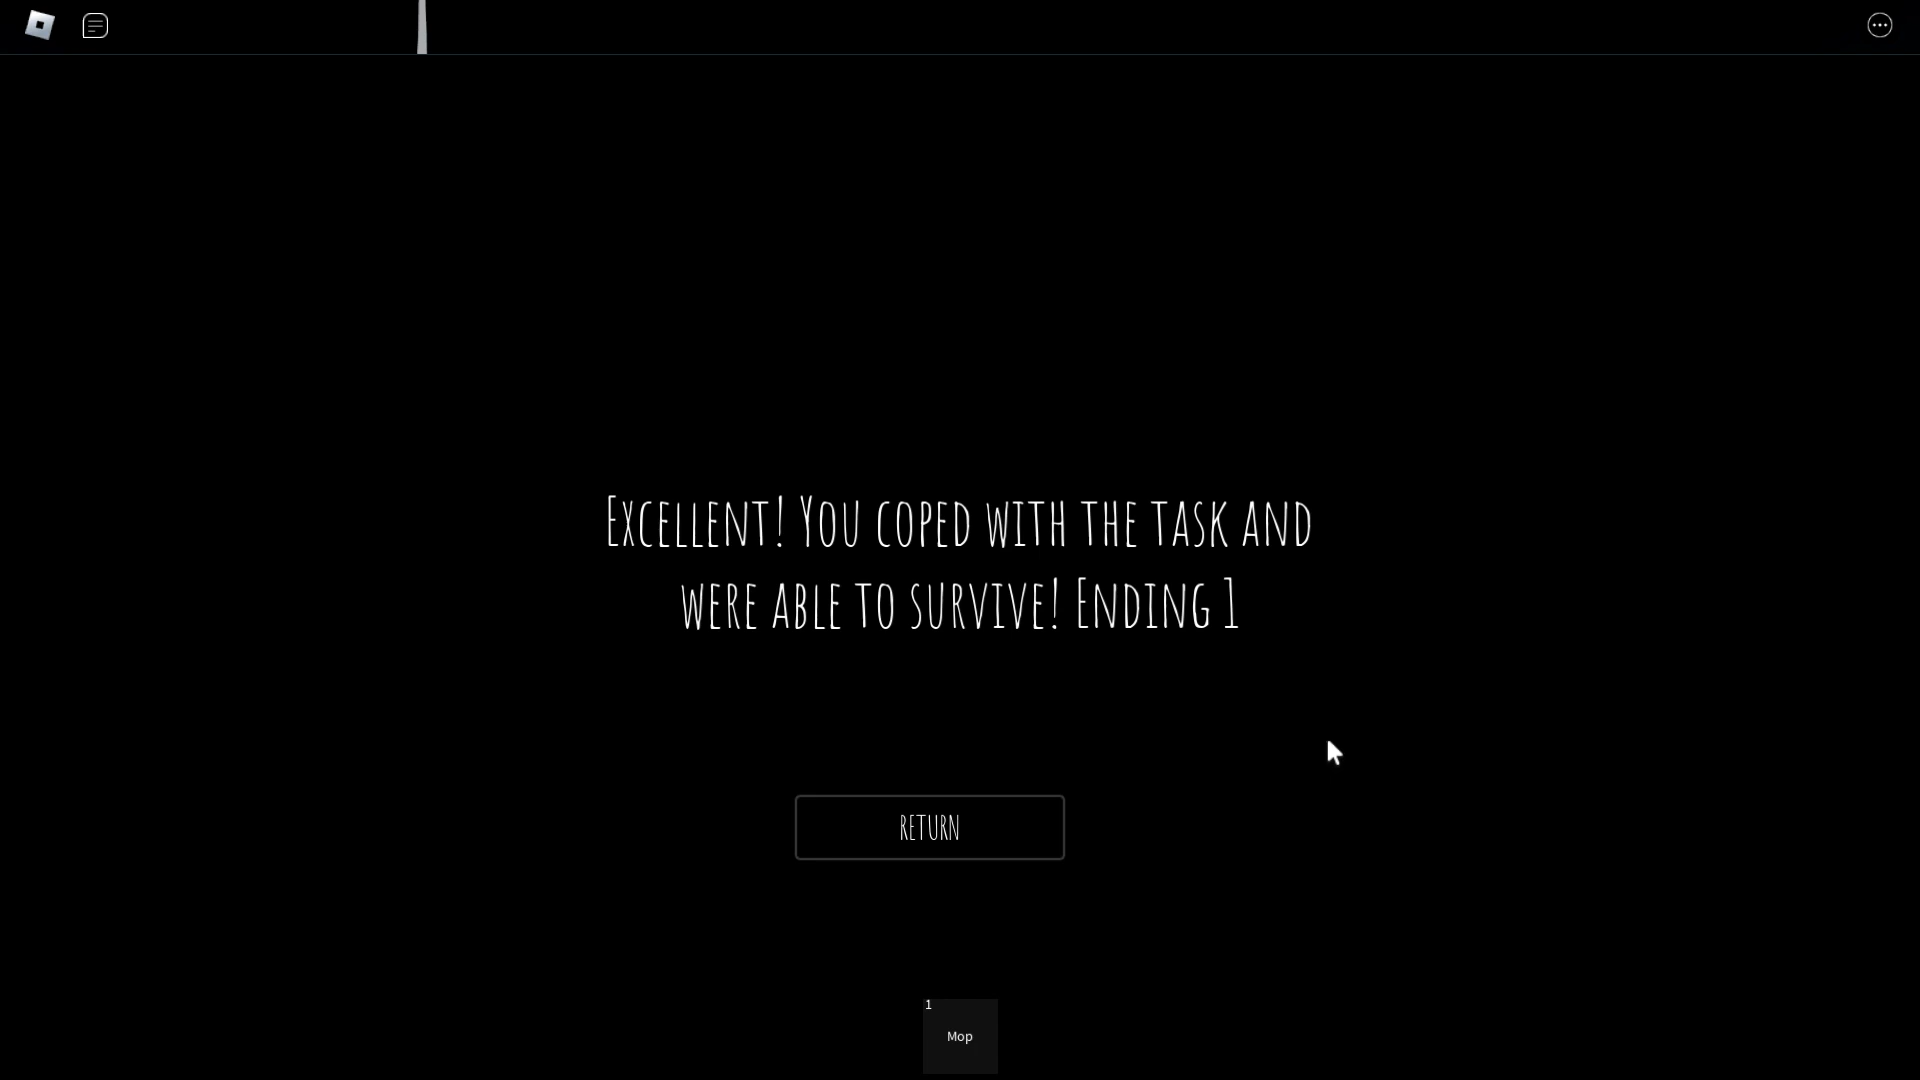 Excellent! You coped with the task and
were able to survive! Ending 1
RETURN
1
Mop